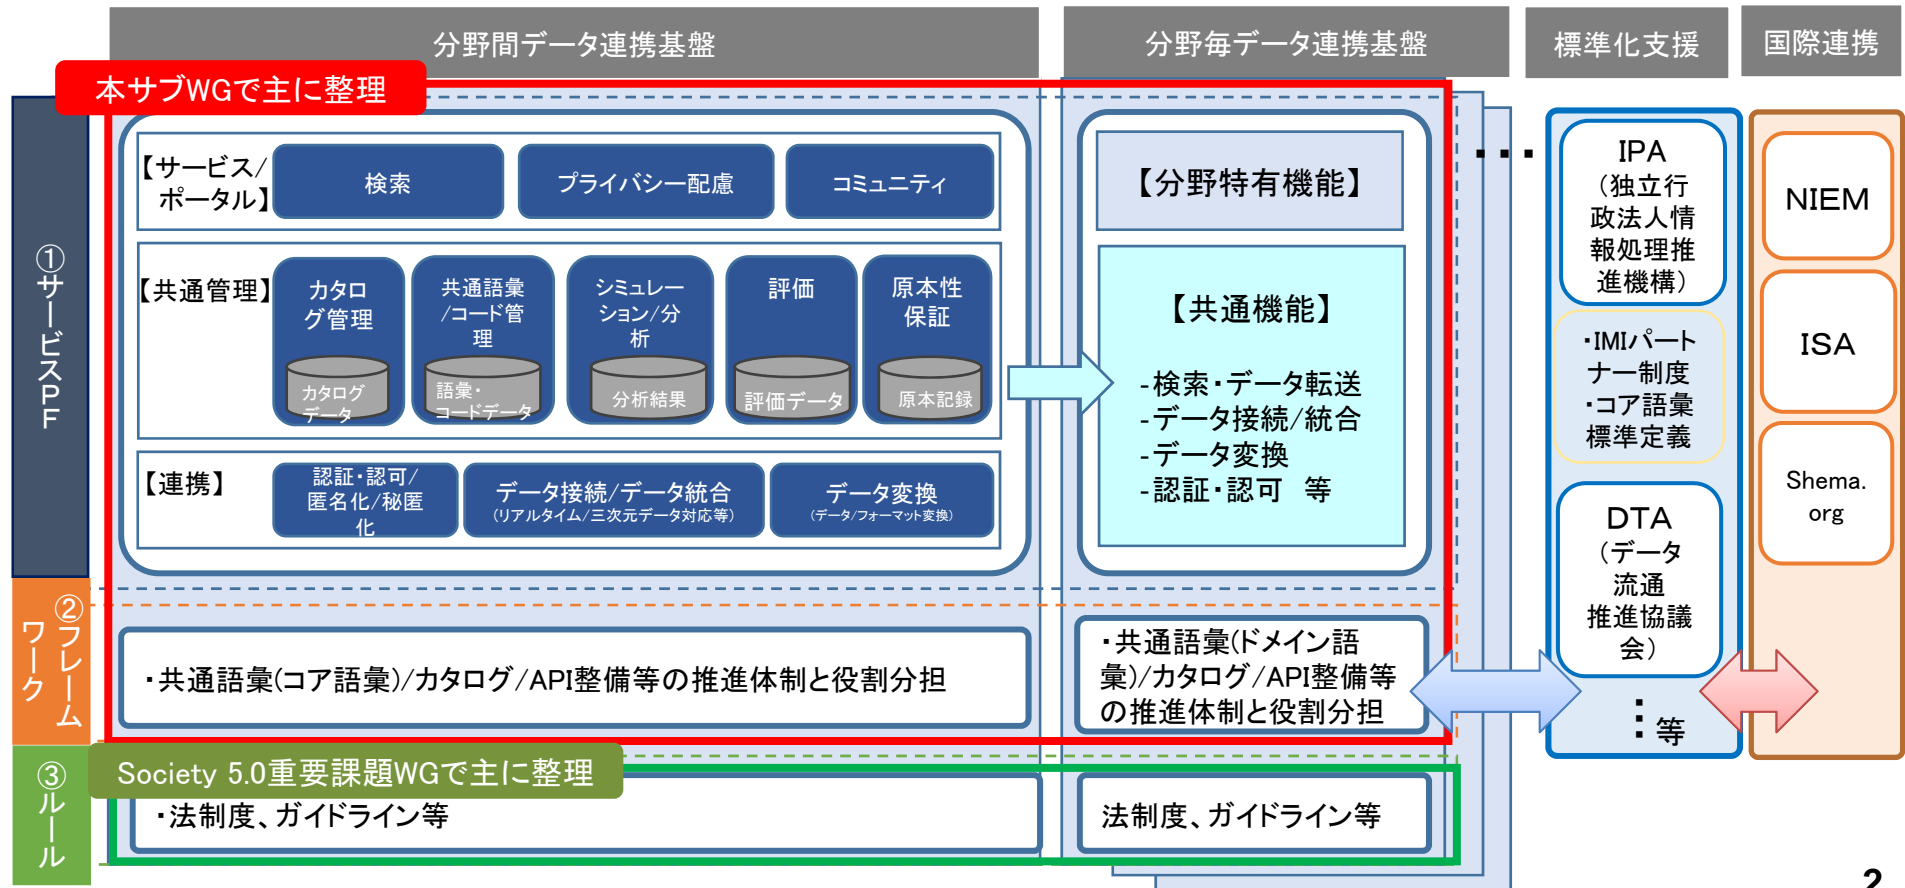 分野間データ連携基盤
分野毎データ連携基盤
標準化支援
国際連携
本サブWGで主に整理
①サービスPF
【サービス/
ポータル】
検索
プライバシー配慮
コミュニティ
【共通管理】
カタロ
グ管理
カタログ
データ
共通語彙
/コード管
理
語彙・
コードデータ
シミュレー
ション/分
析
分析結果
評価
評価データ
原本性
保証
原本記録
【連携】
認証・認可/
匿名化/秘匿
化
データ接続/データ統合
(リアルタイム/三次元データ対応等)
データ変換
(データ/フォーマット変換)
【分野特有機能】
【共通機能】
-検索・データ転送
-データ接続/統合
-データ変換
-認証・認可 等
・・・
IPA
(独立行
政法人情
報処理推
進機構)
・IMIパート
ナー制度
・コア語彙
標準定義
DTA
(データ
流通
推進協議
会)
⋮等
NIEM
ISA
Shema.
org
②フレーム
ワーク
・共通語彙(コア語彙)/カタログ/API整備等の推進体制と役割分担
・共通語彙(ドメイン語
彙)/カタログ/API整備等
の推進体制と役割分担
③ルール
Society 5.0重要課題WGで主に整理
・法制度、ガイドライン等
法制度、ガイドライン等
2